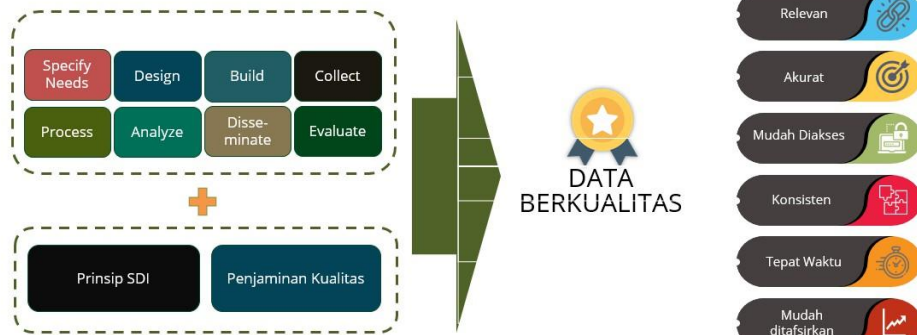 Specify
Needs
Design
Build
Collect
Process
Analyze
Disse-
minate
Evaluate
Prinsip SDI
Penjaminan Kualitas
DATA
BERKUALITAS
Relevan
Akurat
Mudah Diakses
Konsisten
Tepat Waktu
Mudah
ditafsirkan